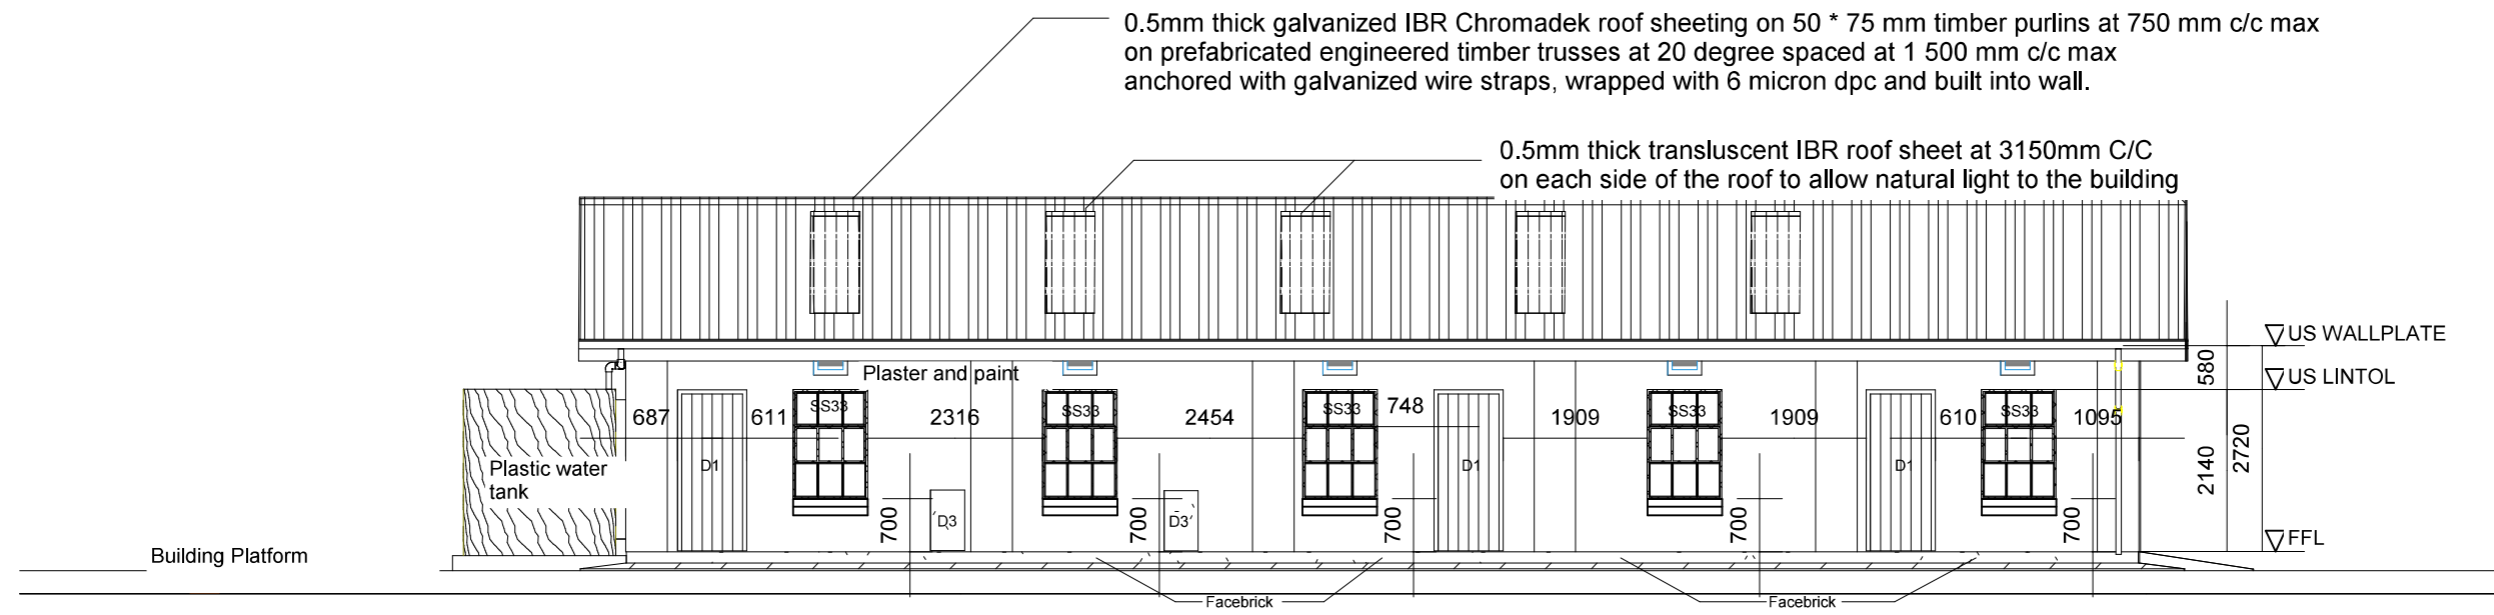 0.5mm thick galvanized IBR Chromadek roof sheeting on 50 * 75 mm timber purlins at 750 mm c/c max
on prefabricated engineered timber trusses at 20 degree spaced at 1 500 mm c/c max
anchored with galvanized wire straps, wrapped with 6 micron dpc and built into wall.
0.5mm thick transluscent IBR roof sheet at 3150mm C/C
on each side of the roof to allow natural light to the building
US WALLPLATE
580
US LINTOL
Plaster and paint
687
611
SS33
2316
SS33
2454
SS33
748
1909
SS33
1909
610
SS33
1095
2140
2720
D1
D1
D1
Plastic water
tank
700
D3
700
D3
700
700
700
FFL
Building Platform
Facebrick
Facebrick